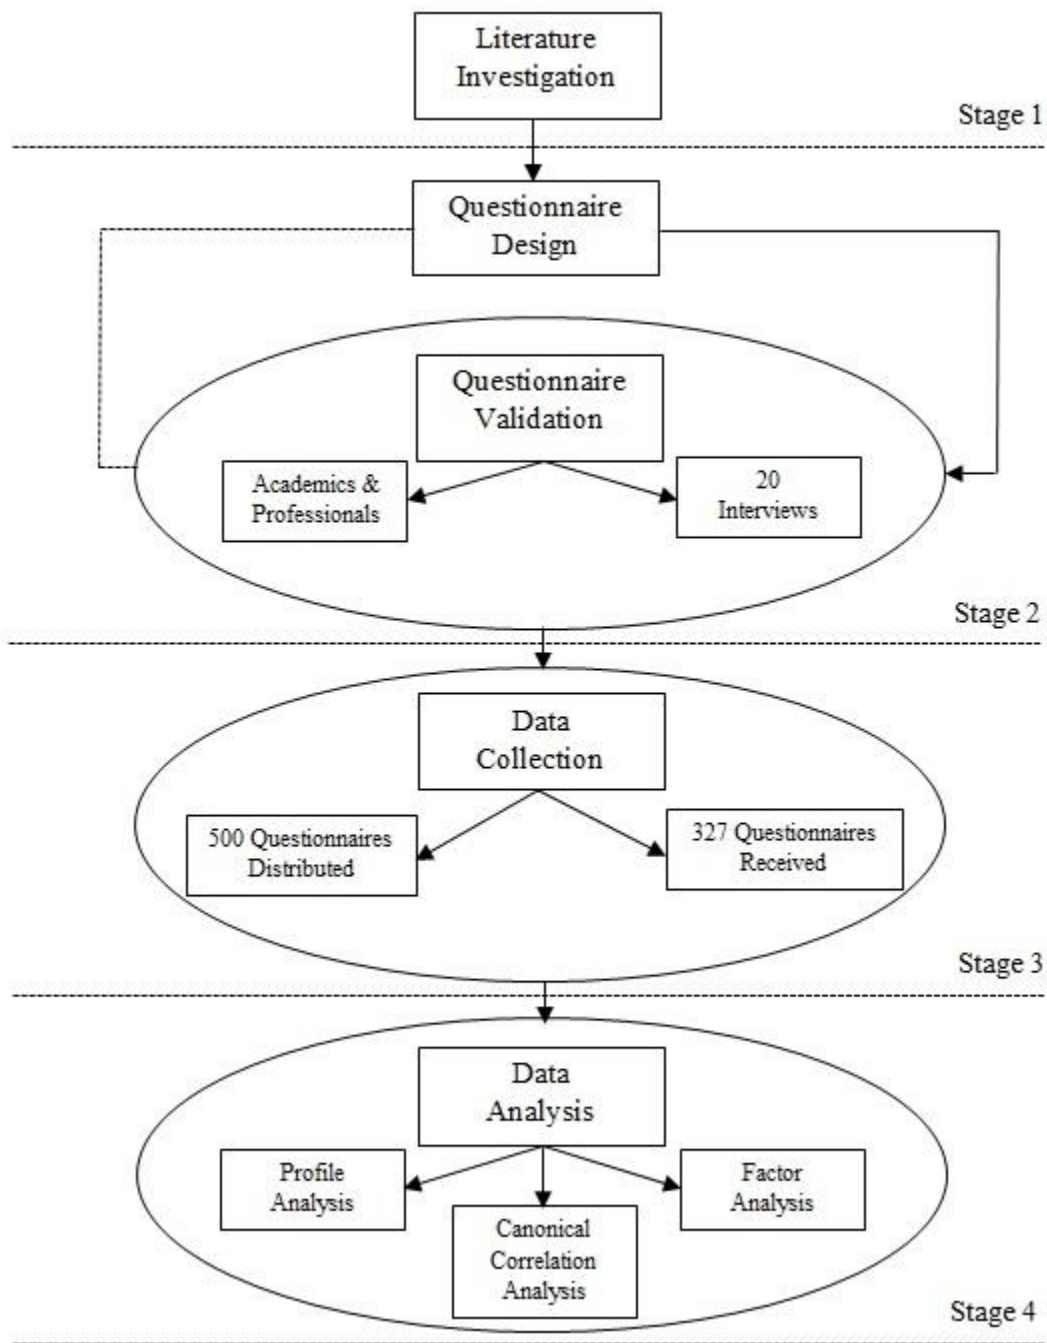 Literature
Investigation
Stage 1
Questionnaire
Design
Questionnaire
Validation
Academics &
Professionals
20
Interviews
Stage 2
Data
Collection
500 Questionnaires
Distributed
327 Questionnaires
Received
Stage 3
Data
Analysis
Profile
Analysis
Factor
Analysis
Canonical
Correlation
Analysis
Stage 4